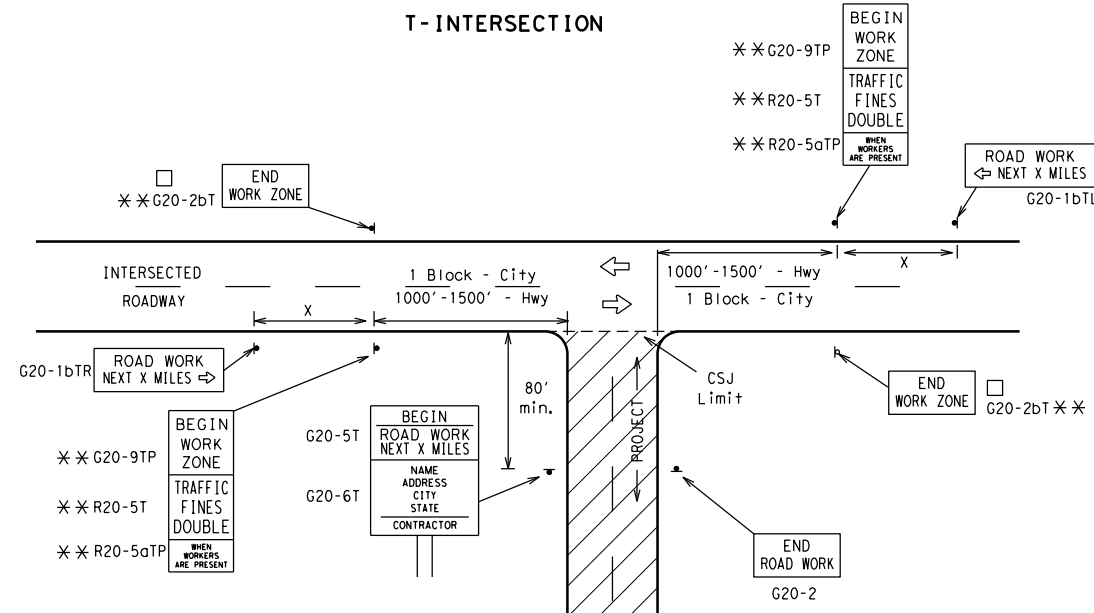 T-INTERSECTION
BEGIN
WORK
ZONE
**G20-9TP
TRAFFIC
FINES
DOUBLE
**R20-5T
WHEN
WORKERS
ARE PRESENT
**R20-5aTP
ROAD WORK
⇦ NEXT X MILES
G20-1bTL
END
WORK ZONE
□
**G20-2bT
INTERSECTED
ROADWAY
1 Block - City
1000'-1500' - Hwy
1000'-1500' - Hwy
1 Block - City
X
X
G20-1bTR
ROAD WORK
NEXT X MILES ⇨
80'
min.
CSJ
Limit
PROJECT
END
WORK ZONE
□
G20-2bT **
BEGIN
WORK
ZONE
**G20-9TP
TRAFFIC
FINES
DOUBLE
**R20-5T
WHEN
WORKERS
ARE PRESENT
**R20-5aTP
BEGIN
ROAD WORK
NEXT X MILES
G20-5T
NAME
ADDRESS
CITY
STATE
CONTRACTOR
G20-6T
END
ROAD WORK
G20-2